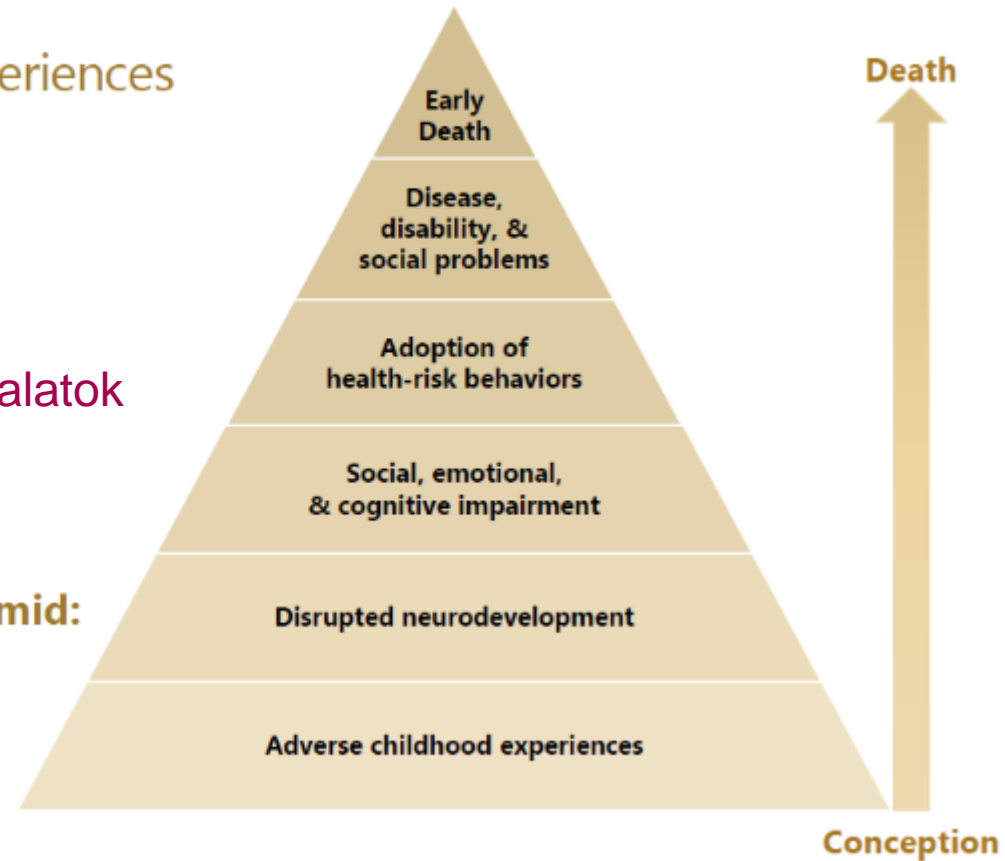 eriences
alatok
mid:
Early
Death
Disease,
disability, &
social problems
Adoption of
health-risk behaviors
Social, emotional,
& cognitive impairment
Disrupted neurodevelopment
Adverse childhood experiences
Death
Conception